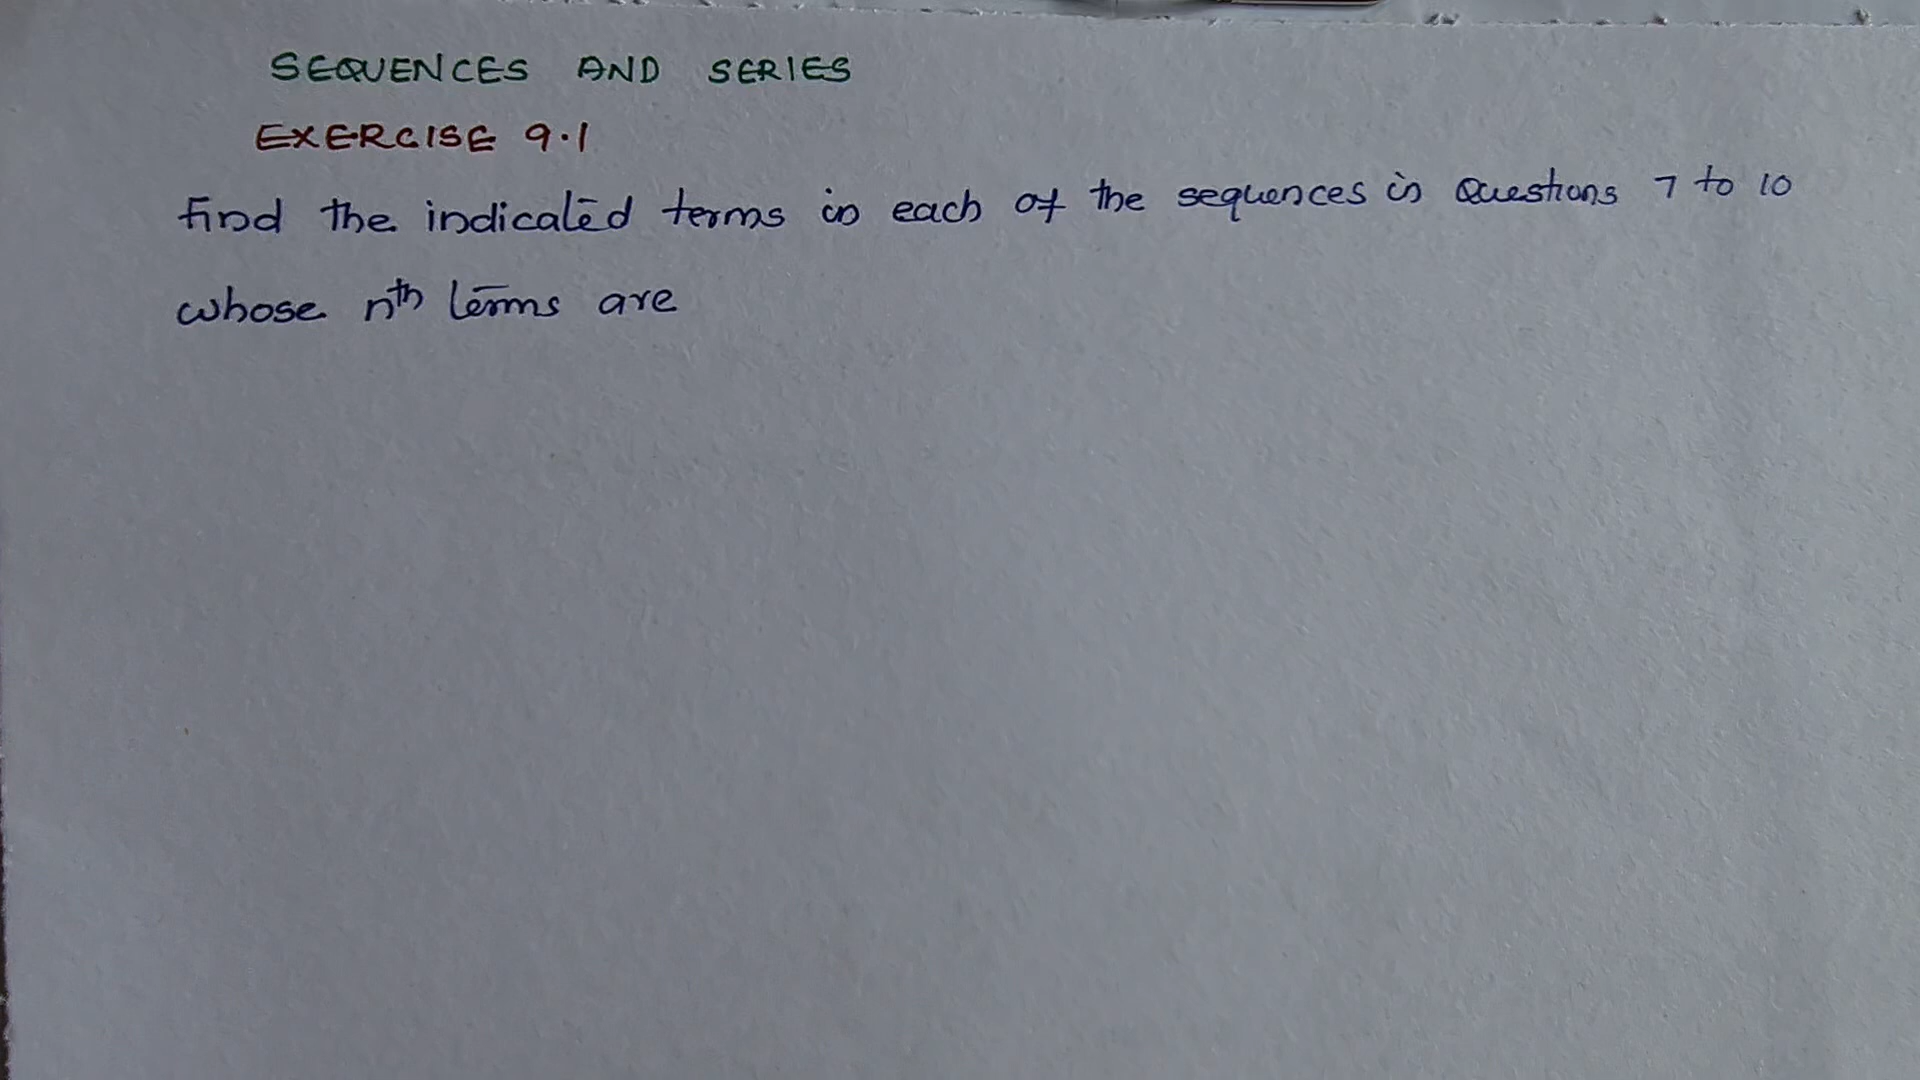 SEQUENCES AND SERIES
EXERCISE 9.1
Find the indicated terms in each of the sequences in Questions 7 to 10
whose nth terms are